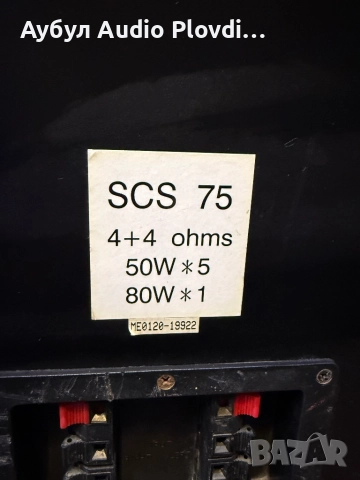 Аубул Audio Plovdi...
SCS 75
4+4 ohms
50W*5
80W*1
ME0120-19922
BAZAR